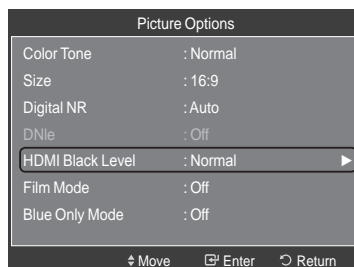 Picture Options
Color Tone : Normal
Size : 16:9
Digital NR : Auto
DNIe : Off
HDMI Black Level : Normal
Film Mode : Off
Blue Only Mode : Off
Move Enter Return